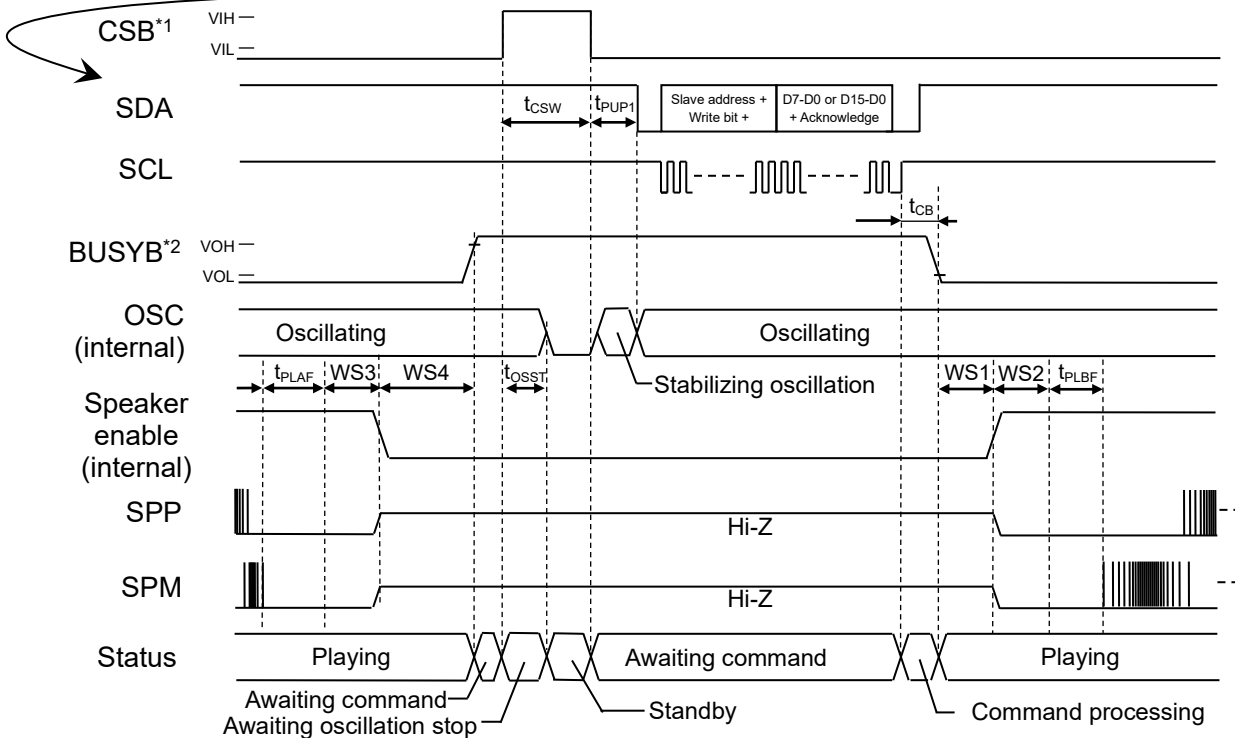 CSB*1
VIH
VIL
SDA
tCSW
tPUP1
Slave address +
Write bit +
D7-D0 or D15-D0
+ Acknowledge
SCL
tCB
BUSYB*2
VOH
VOL
OSC
(internal)
Oscillating
Oscillating
Stabilizing oscillation
tPLAF
WS3
WS4
tOSST
WS1
WS2
tPLBF
Speaker
enable
(internal)
SPP
Hi-Z
SPM
Hi-Z
Status
Playing
Awaiting command
Playing
Awaiting command
Awaiting oscillation stop
Standby
Command processing